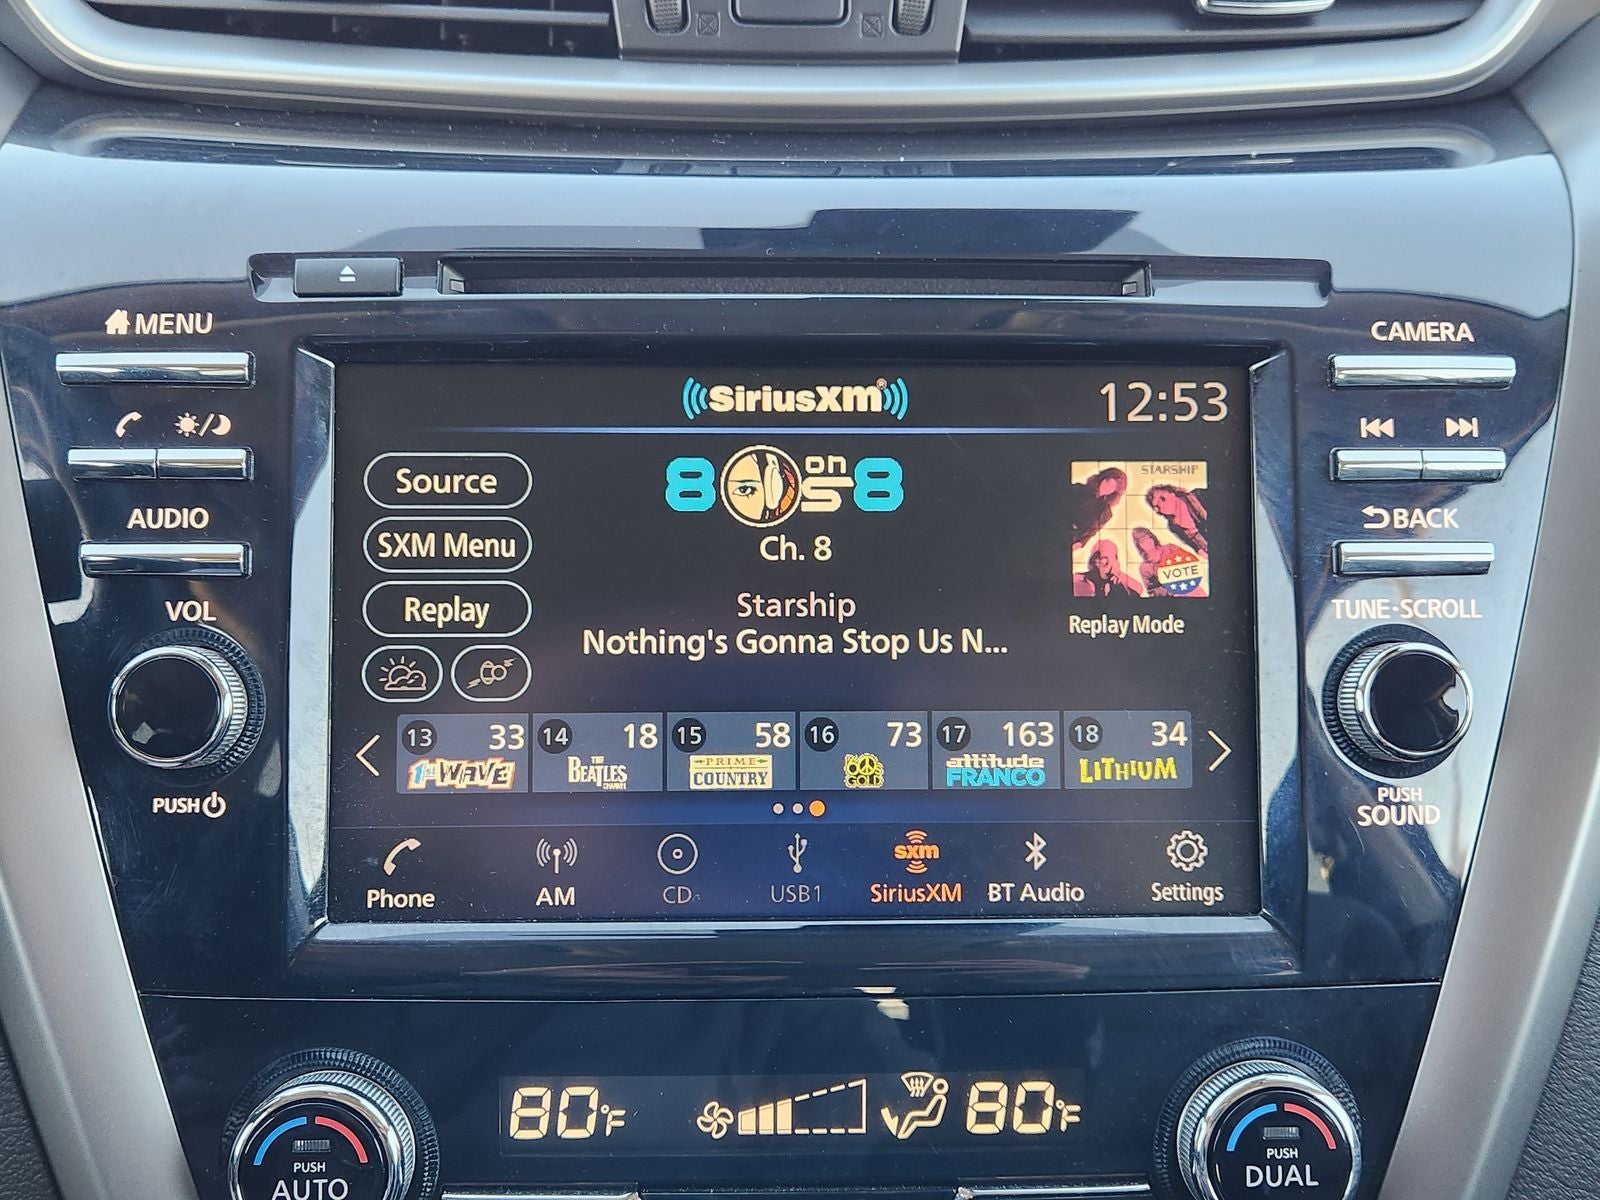 MENU
CAMERA
AUDIO
BACK
VOL
TUNE·SCROLL
PUSH
PUSH
SOUND
SiriusXM®
12:53
Source
SXM Menu
Replay
8 on 8
Ch. 8
Starship
Nothing's Gonna Stop Us N...
STARSHIP
VOTE
Replay Mode
13 33 14 18 15 58 16 73 17 163 18 34
1st WAVE
THE BEATLES CHANNEL
PRIME COUNTRY
60s GOLD
attitude FRANCO
LITHIUM
sxm
Phone AM CD USB1 SiriusXM BT Audio Settings
80°F 80°F
PUSH
AUTO
PUSH
DUAL